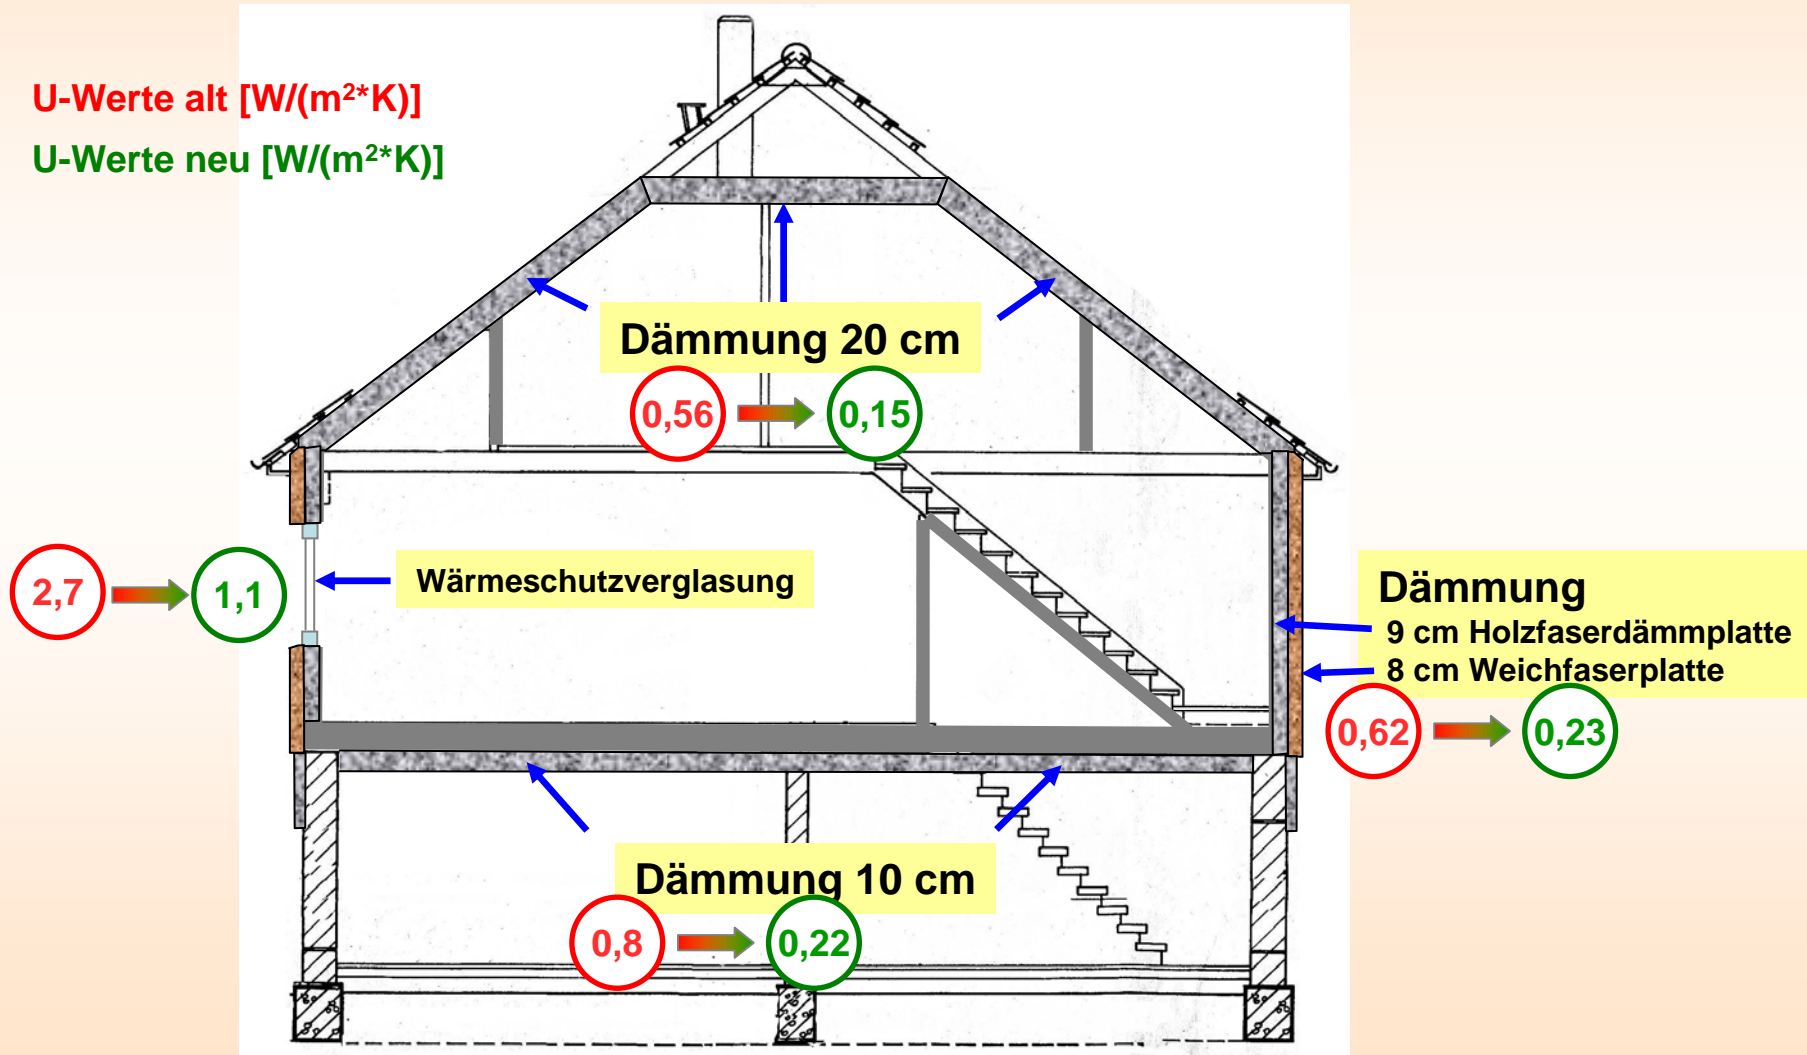 U-Werte alt [W/(m²*K)]
U-Werte neu [W/(m²*K)]
Dämmung 20 cm
0,56
0,15
2,7
1,1
Wärmeschutzverglasung
Dämmung
9 cm Holzfaserdämmplatte
8 cm Weichfaserplatte
0,62
0,23
Dämmung 10 cm
0,8
0,22